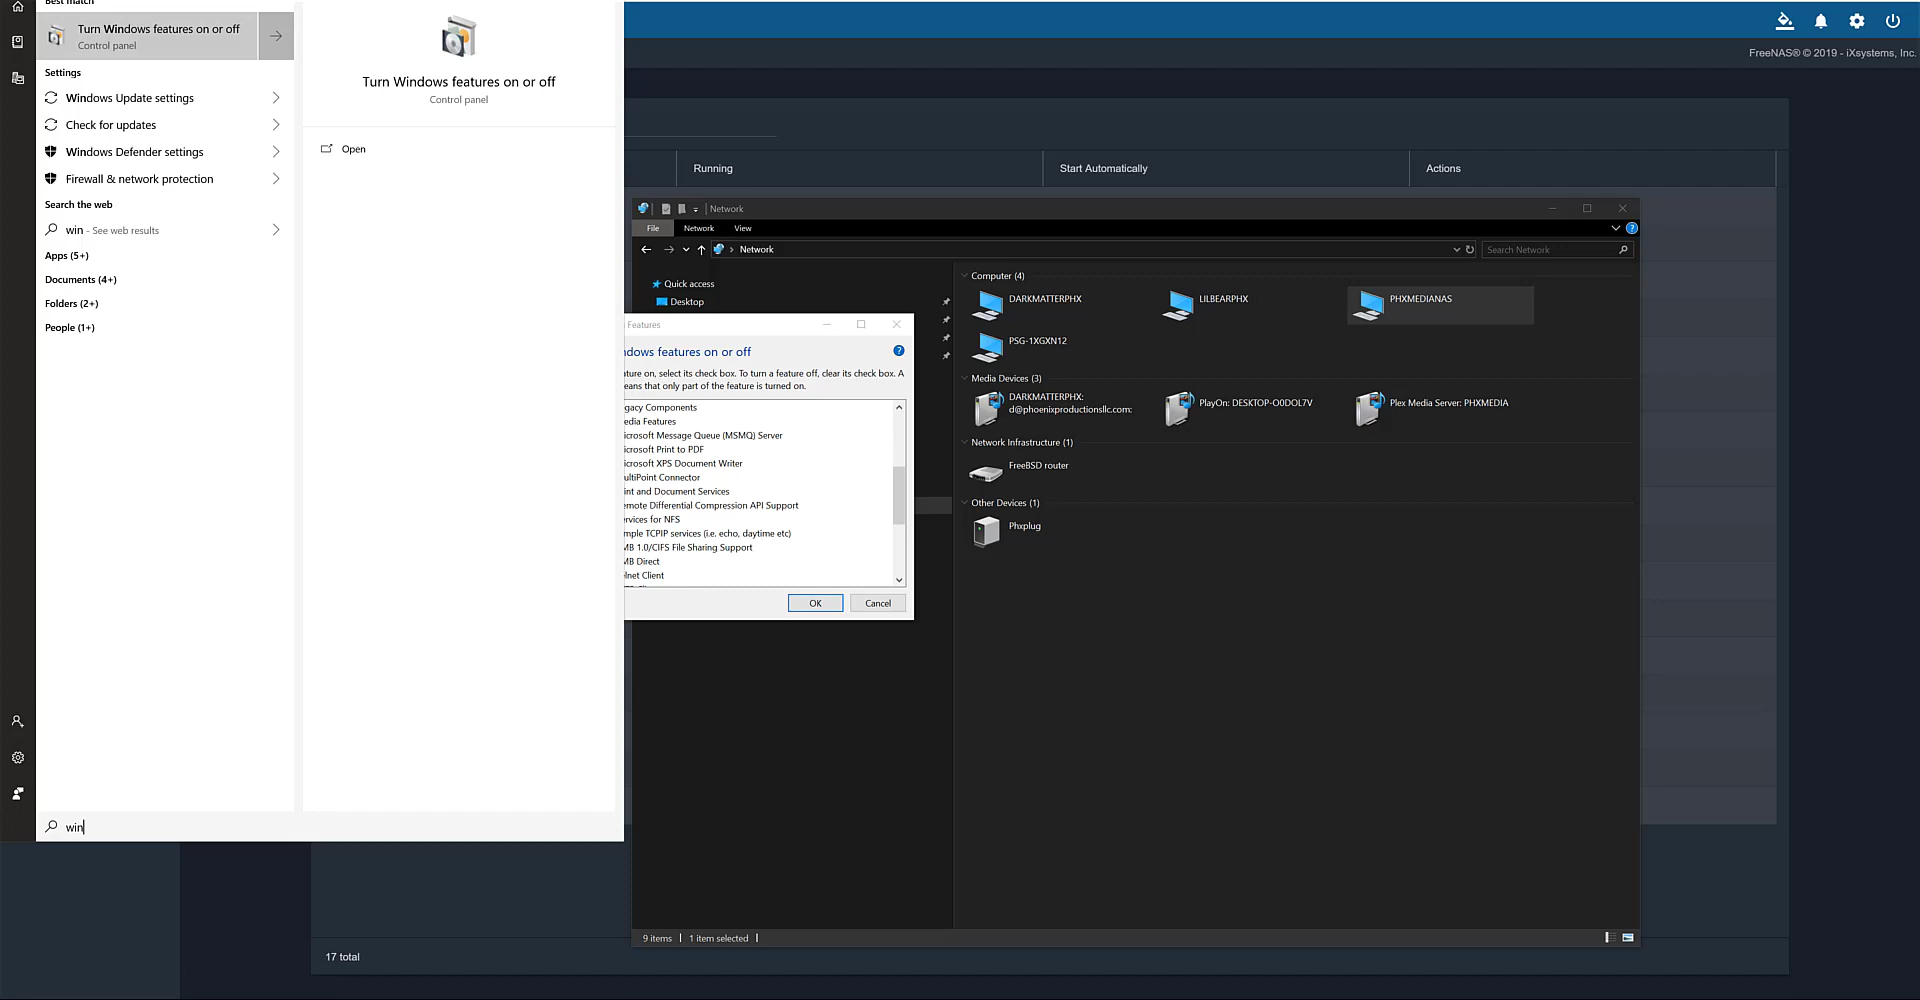 Best match
Turn Windows features on or off
Control panel
Settings
Windows Update settings
Check for updates
Windows Defender settings
Firewall & network protection
Search the web
win - See web results
Apps (5+)
Documents (4+)
Folders (2+)
People (1+)
win
Turn Windows features on or off
Control panel
Open
FreeNAS® © 2019 - iXsystems, Inc.
Running
Start Automatically
Actions
Network
File
Network
View
Network
Search Network
Quick access
Desktop
Features
ndows features on or off
ature on, select its check box. To turn a feature off, clear its check box. A
eans that only part of the feature is turned on.
gacy Components
edia Features
icrosoft Message Queue (MSMQ) Server
icrosoft Print to PDF
icrosoft XPS Document Writer
ultiPoint Connector
int and Document Services
emote Differential Compression API Support
ervices for NFS
mple TCPIP services (i.e. echo, daytime etc)
MB 1.0/CIFS File Sharing Support
MB Direct
elnet Client
OK
Cancel
Computer (4)
DARKMATTERPHX
LILBEARPHX
PHXMEDIANAS
PSG-1XGXN12
Media Devices (3)
DARKMATTERPHX:
d@phoenixproductionsllc.com:
PlayOn: DESKTOP-O0DOL7V
Plex Media Server: PHXMEDIA
Network Infrastructure (1)
FreeBSD router
Other Devices (1)
Phxplug
9 items
1 item selected
17 total